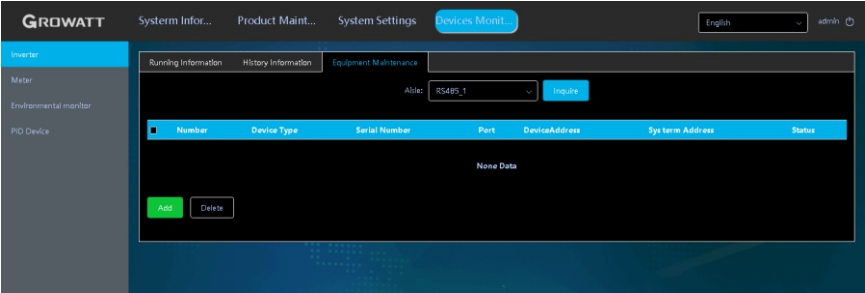 GROWATT
Systerm Infor...
Product Maint...
System Settings
Devices Monit...
English
admin
Inverter
Meter
Environmental monitor
PID Device
Running Information
History Information
Equipment Maintenance
Aisle:
RS485_1
Inquire
Number
Device Type
Serial Number
Port
DeviceAddress
Systerm Address
Status
None Data
Add
Delete